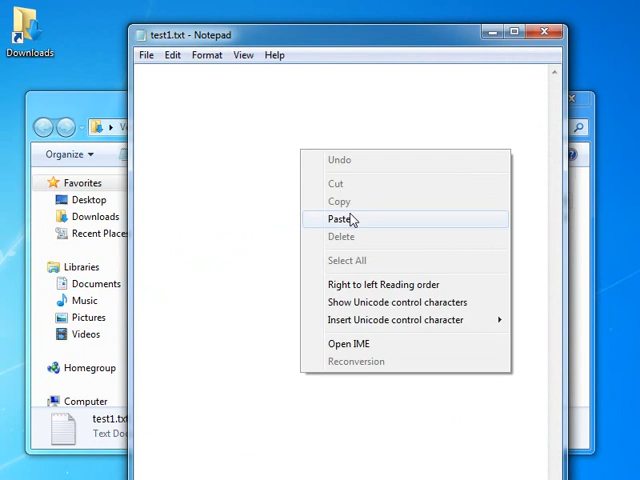 Downloads
test1.txt - Notepad
File Edit Format View Help
Organize
Favorites
Desktop
Downloads
Recent Places
Libraries
Documents
Music
Pictures
Videos
Homegroup
Computer
test1.txt
Text Doc
Undo
Cut
Copy
Paste
Delete
Select All
Right to left Reading order
Show Unicode control characters
Insert Unicode control character
Open IME
Reconversion